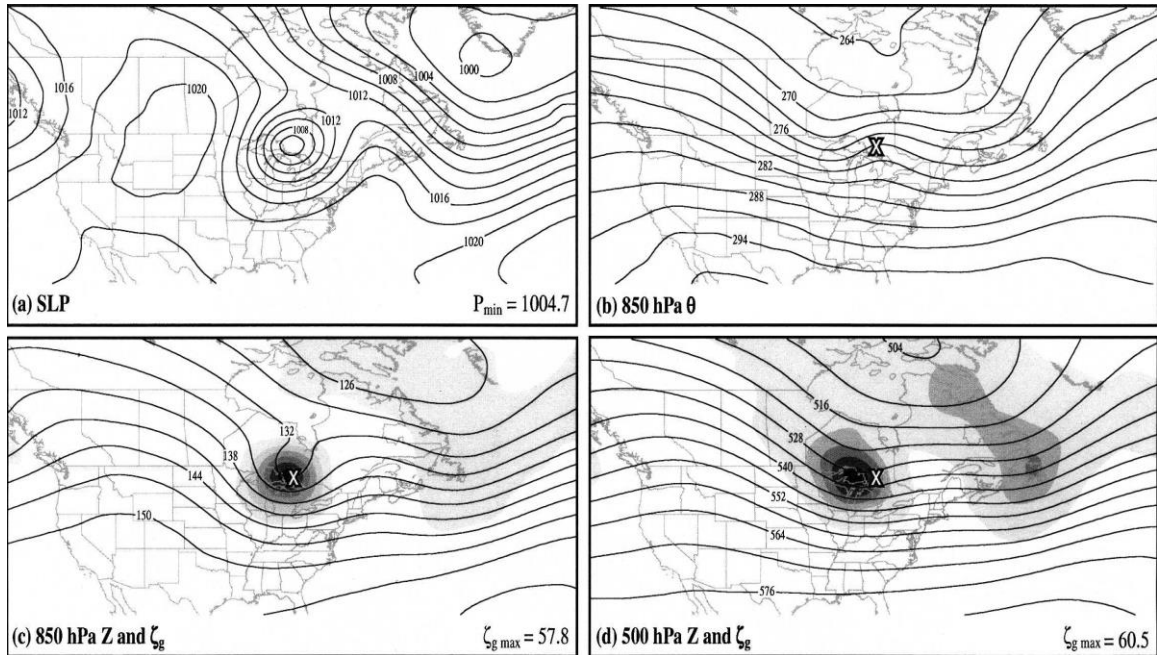 1016
1012
1020
1008
1012
1008
1004
1000
1012
1016
1020
(a) SLP
P_min = 1004.7
264
270
276
X
282
288
294
(b) 850 hPa θ
126
132
138
X
144
150
(c) 850 hPa Z and ζ_g
ζ_g max = 57.8
504
516
528
540
X
552
564
576
(d) 500 hPa Z and ζ_g
ζ_g max = 60.5